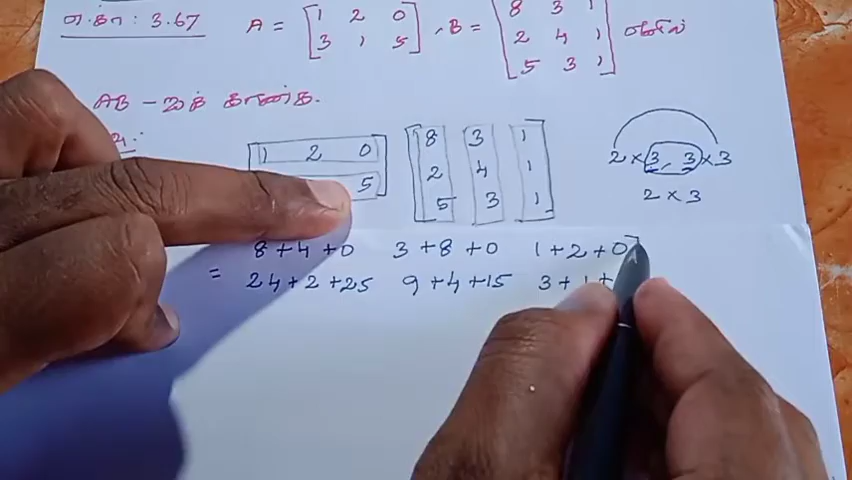 எ.கா : 3.67 A = [1 2 0 , B = [8 3 1
3 1 5] 2 4 1 எனில்
5 3 1]
AB - ஐக் காண்க.
[1 2 0 [8 3 1 2 × 3, 3 × 3
5] 2 4 1 2 × 3
5 3 1]
8 + 4 + 0 3 + 8 + 0 1 + 2 + 0
= 24 + 2 + 25 9 + 4 + 15 3 + 1 +